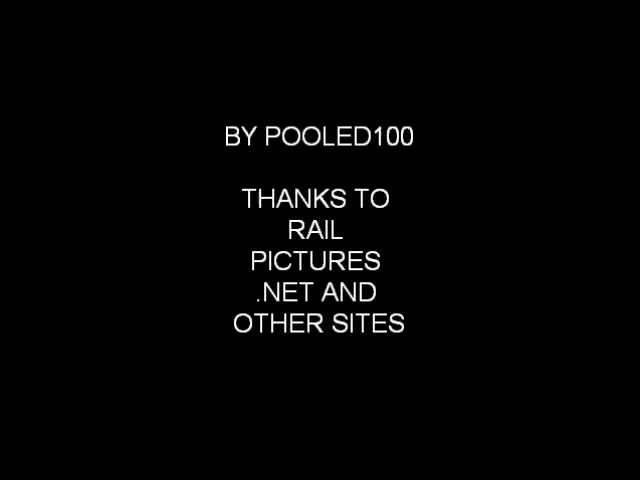 BY POOLED100
THANKS TO
RAIL
PICTURES
.NET AND
OTHER SITES